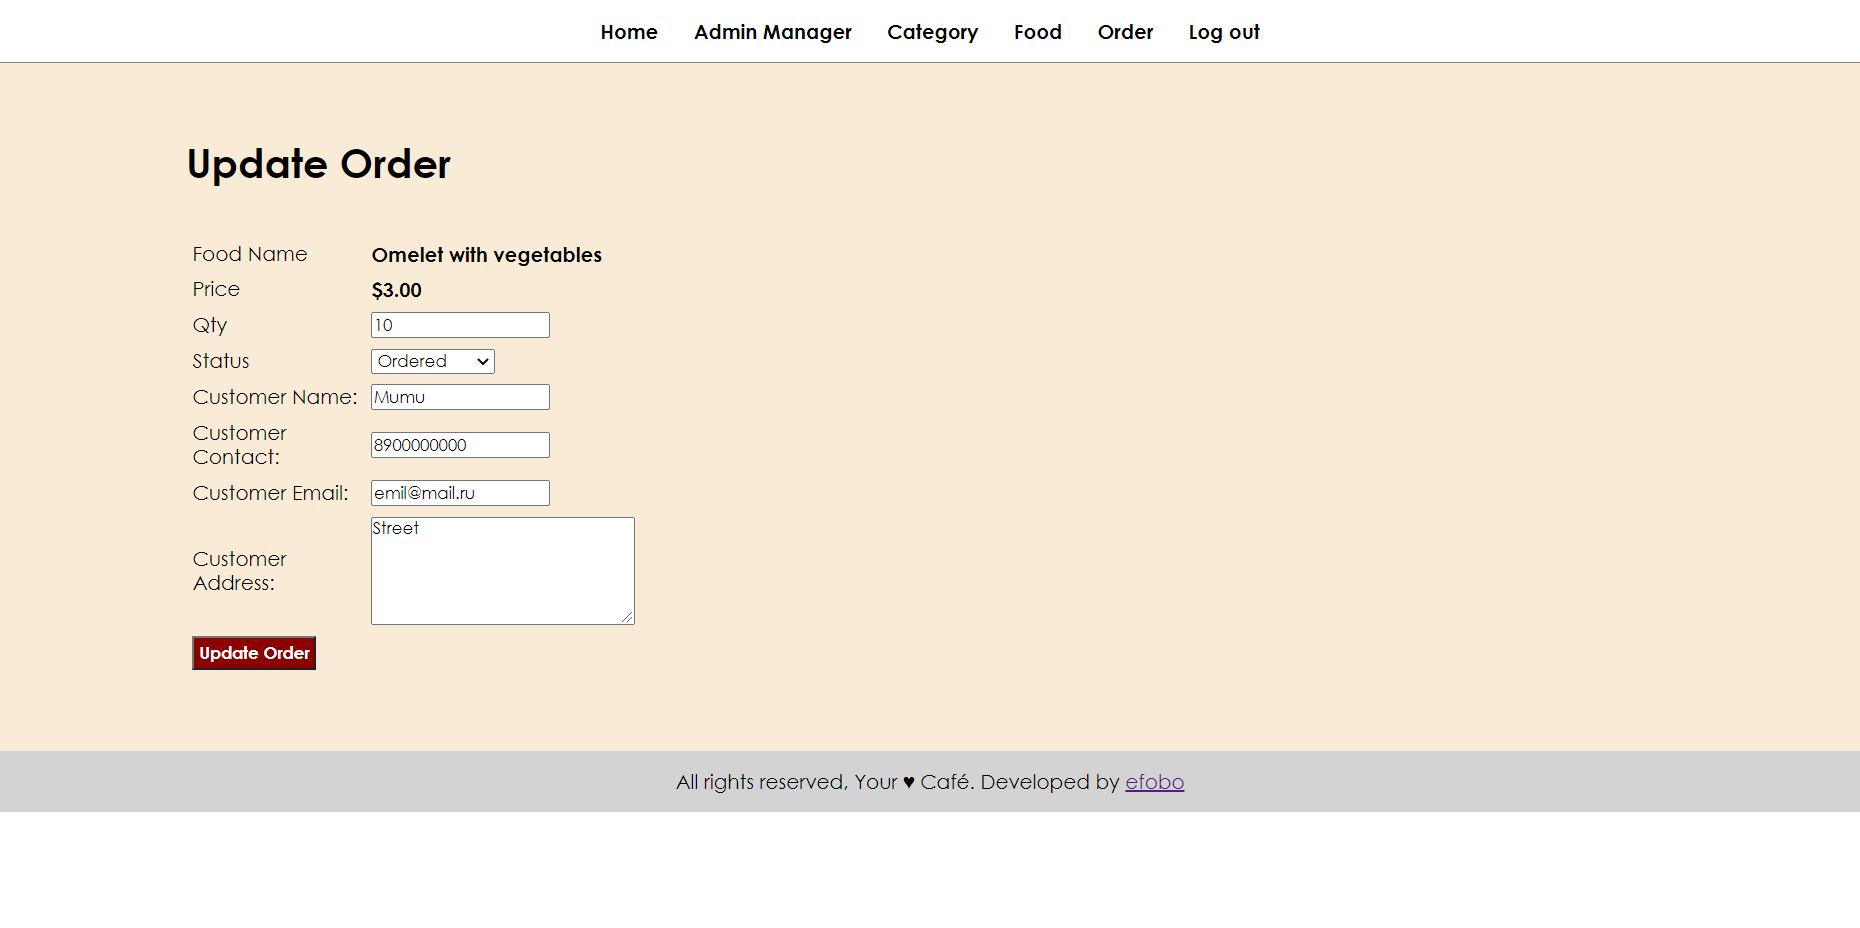 Home Admin Manager Category Food Order Log out
Update Order
Food Name Omelet with vegetables
Price $3.00
Qty 10
Status Ordered
Customer Name: Mumu
Customer
Contact: 8900000000
Customer Email: emil@mail.ru
Street
Customer
Address:
Update Order
All rights reserved, Your ♥ Café. Developed by efobo